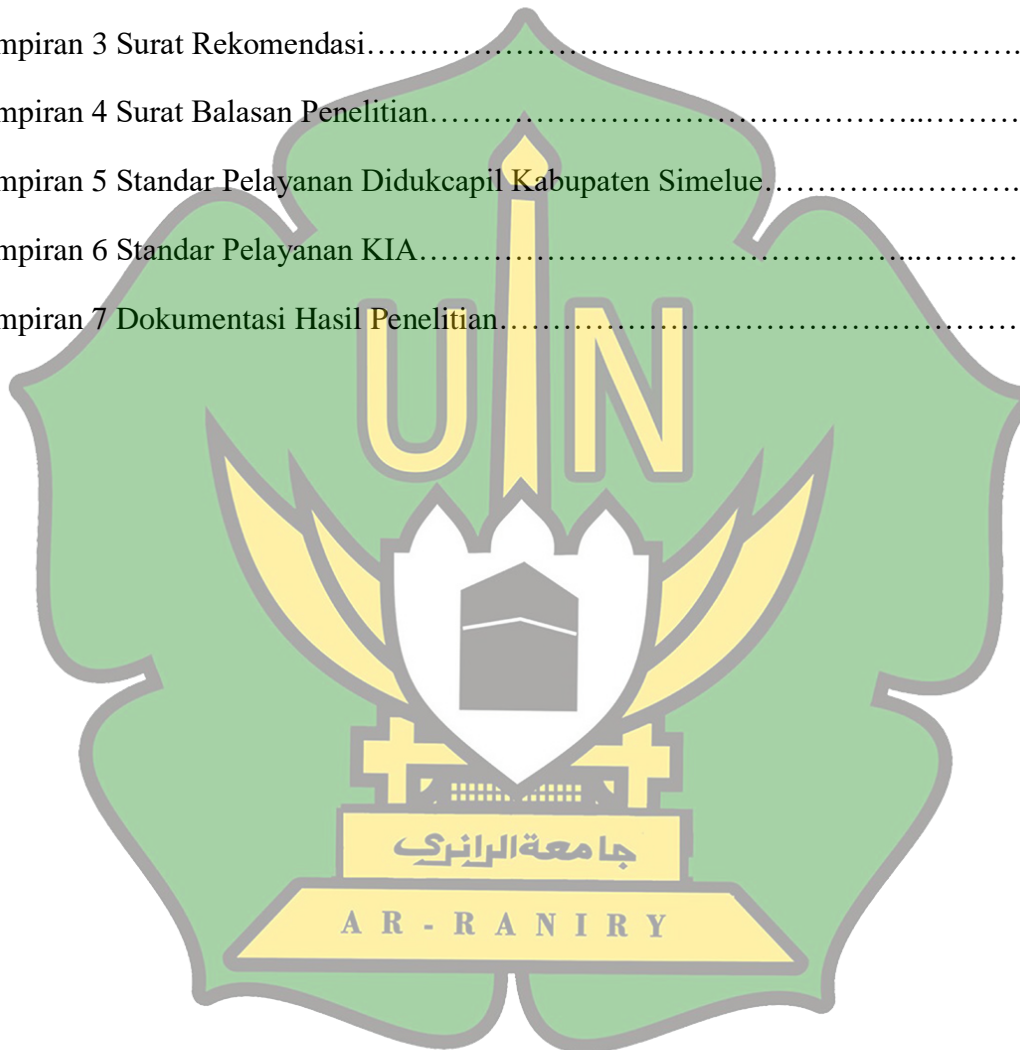 mpiran 3 Surat Rekomendasi……………………………………………….………..
mpiran 4 Surat Balasan Penelitian………………………………………..………
mpiran 5 Standar Pelayanan Didukcapil Kabupaten Simelue…………...………..
mpiran 6 Standar Pelayanan KIA………………………………………...………
mpiran 7 Dokumentasi Hasil Penelitian……………………………….…………
UIN
جامعة الرانري
AR-RANIRY